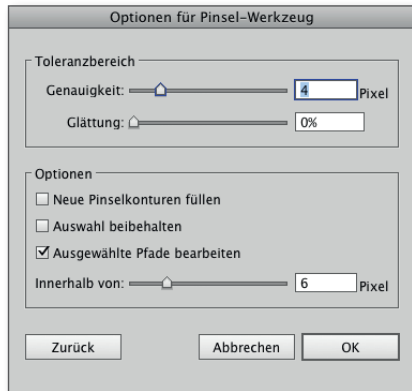 Optionen für Pinsel-Werkzeug
Toleranzbereich
Genauigkeit: 4 Pixel
Glättung: 0%
Optionen
Neue Pinselkonturen füllen
Auswahl beibehalten
Ausgewählte Pfade bearbeiten
Innerhalb von: 6 Pixel
Zurück Abbrechen OK